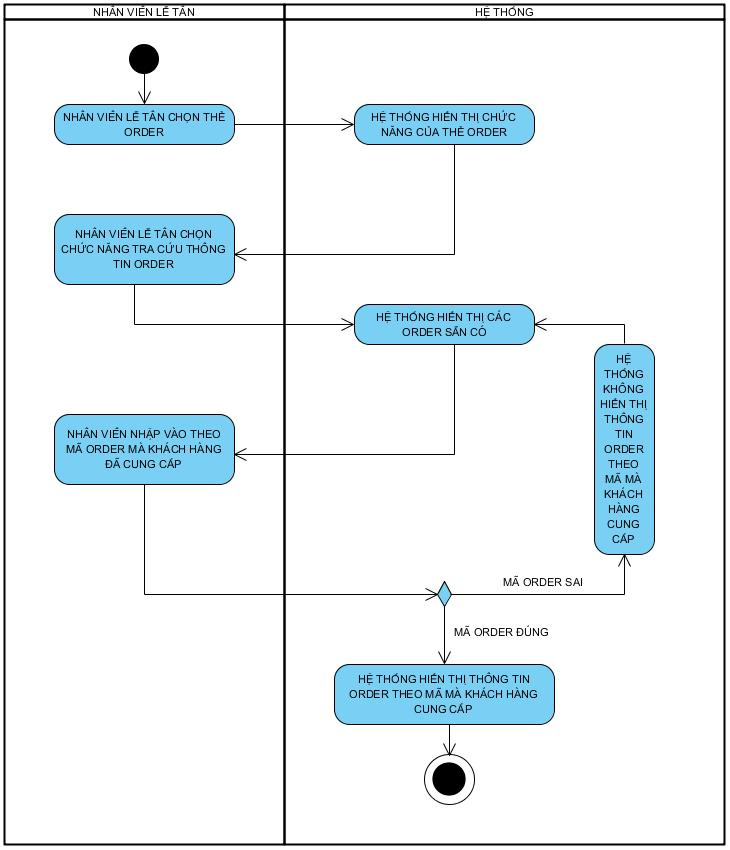 NHÂN VIÊN LỄ TÂN
HỆ THỐNG
NHÂN VIÊN LỄ TÂN CHỌN THẺ
ORDER
HỆ THỐNG HIỂN THỊ CHỨC
NĂNG CỦA THẺ ORDER
NHÂN VIÊN LỄ TÂN CHỌN
CHỨC NĂNG TRA CỨU THÔNG
TIN ORDER
HỆ THỐNG HIỂN THỊ CÁC
ORDER SẴN CÓ
HỆ
THỐNG
KHÔNG
HIỂN THỊ
THÔNG
TIN
ORDER
THEO
MÃ MÀ
KHÁCH
HÀNG
CUNG
CẤP
NHÂN VIÊN NHẬP VÀO THEO
MÃ ORDER MÀ KHÁCH HÀNG
ĐÃ CUNG CẤP
MÃ ORDER SAI
MÃ ORDER ĐÚNG
HỆ THỐNG HIỂN THỊ THÔNG TIN
ORDER THEO MÃ MÀ KHÁCH HÀNG
CUNG CẤP